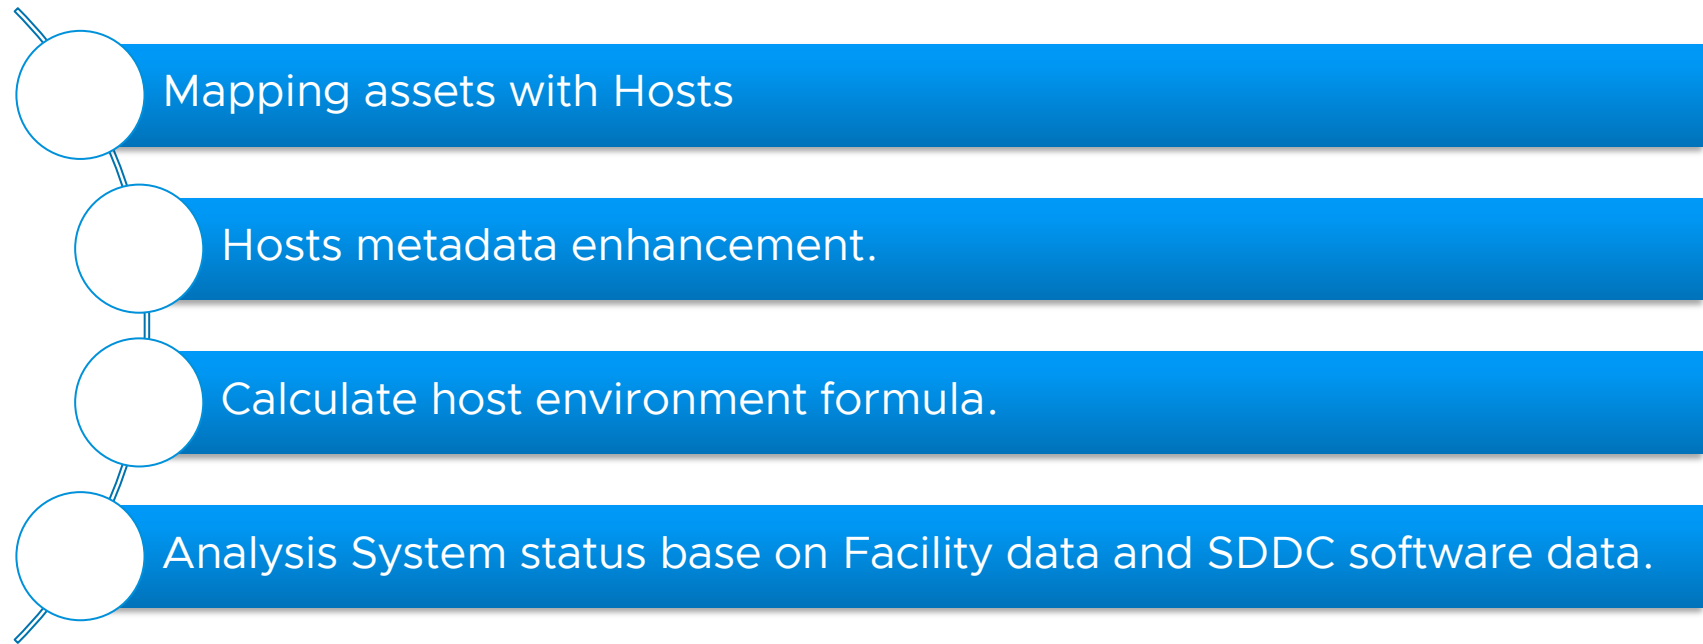 Mapping assets with Hosts
Hosts metadata enhancement.
Calculate host environment formula.
Analysis System status base on Facility data and SDDC software data.